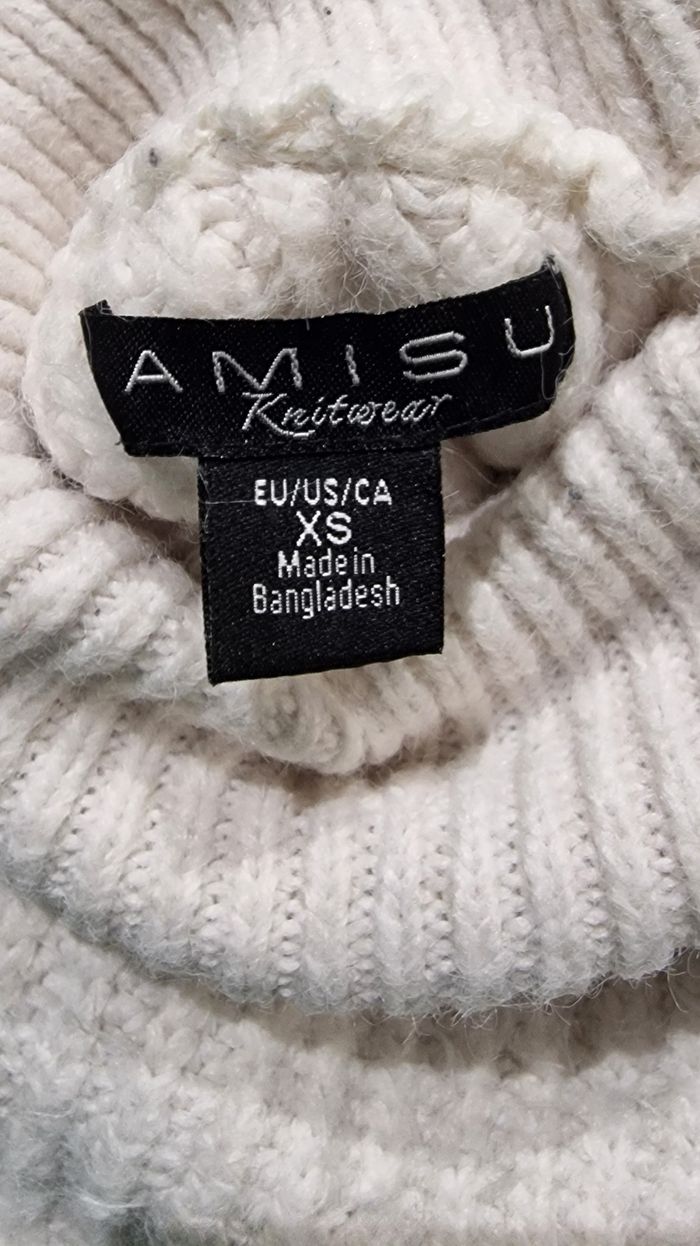 AMISU
Knitwear
EU/US/CA
XS
Made in
Bangladesh